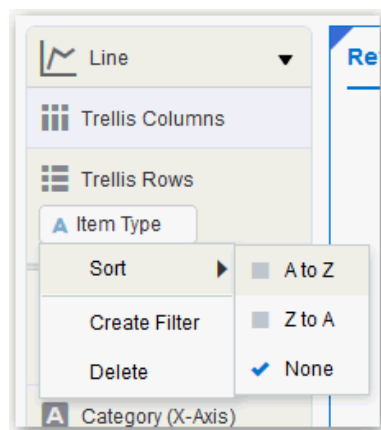 Line
Re
Trellis Columns
Trellis Rows
A Item Type
Sort
A to Z
Create Filter
Z to A
Delete
None
A Category (X-Axis)